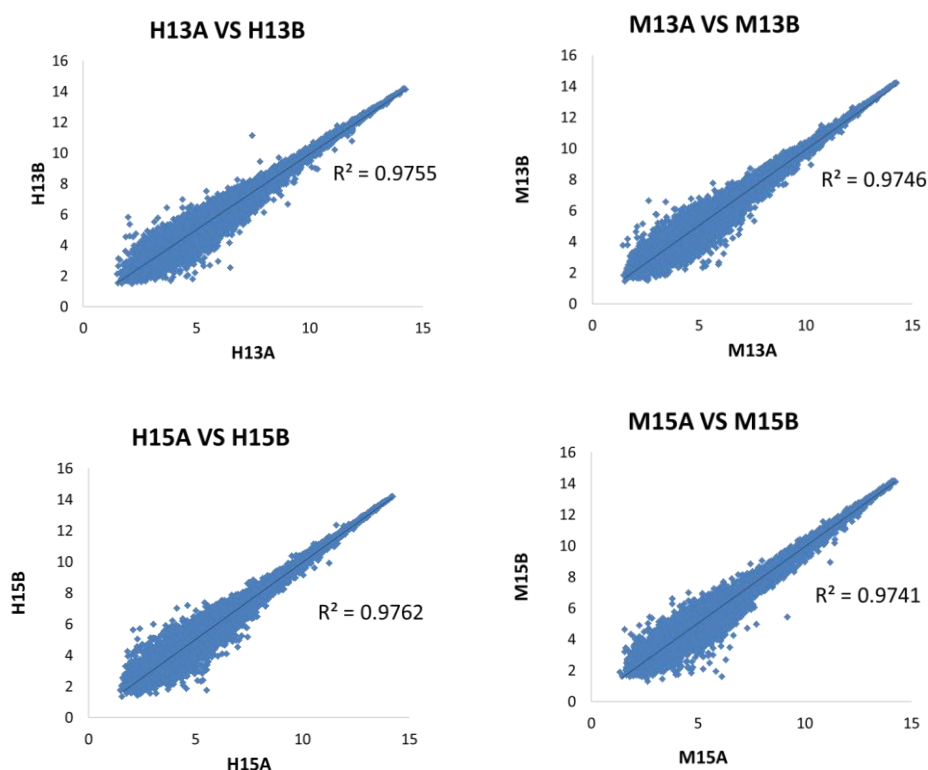 H13A VS H13B
16
14
12
10
8
6
4
2
0
0 5 10 15
H13B
H13A
R² = 0.9755
M13A VS M13B
16
14
12
10
8
6
4
2
0
0 5 10 15
M13B
M13A
R² = 0.9746
H15A VS H15B
16
14
12
10
8
6
4
2
0
0 5 10 15
H15B
H15A
R² = 0.9762
M15A VS M15B
16
14
12
10
8
6
4
2
0
0 5 10 15
M15B
M15A
R² = 0.9741